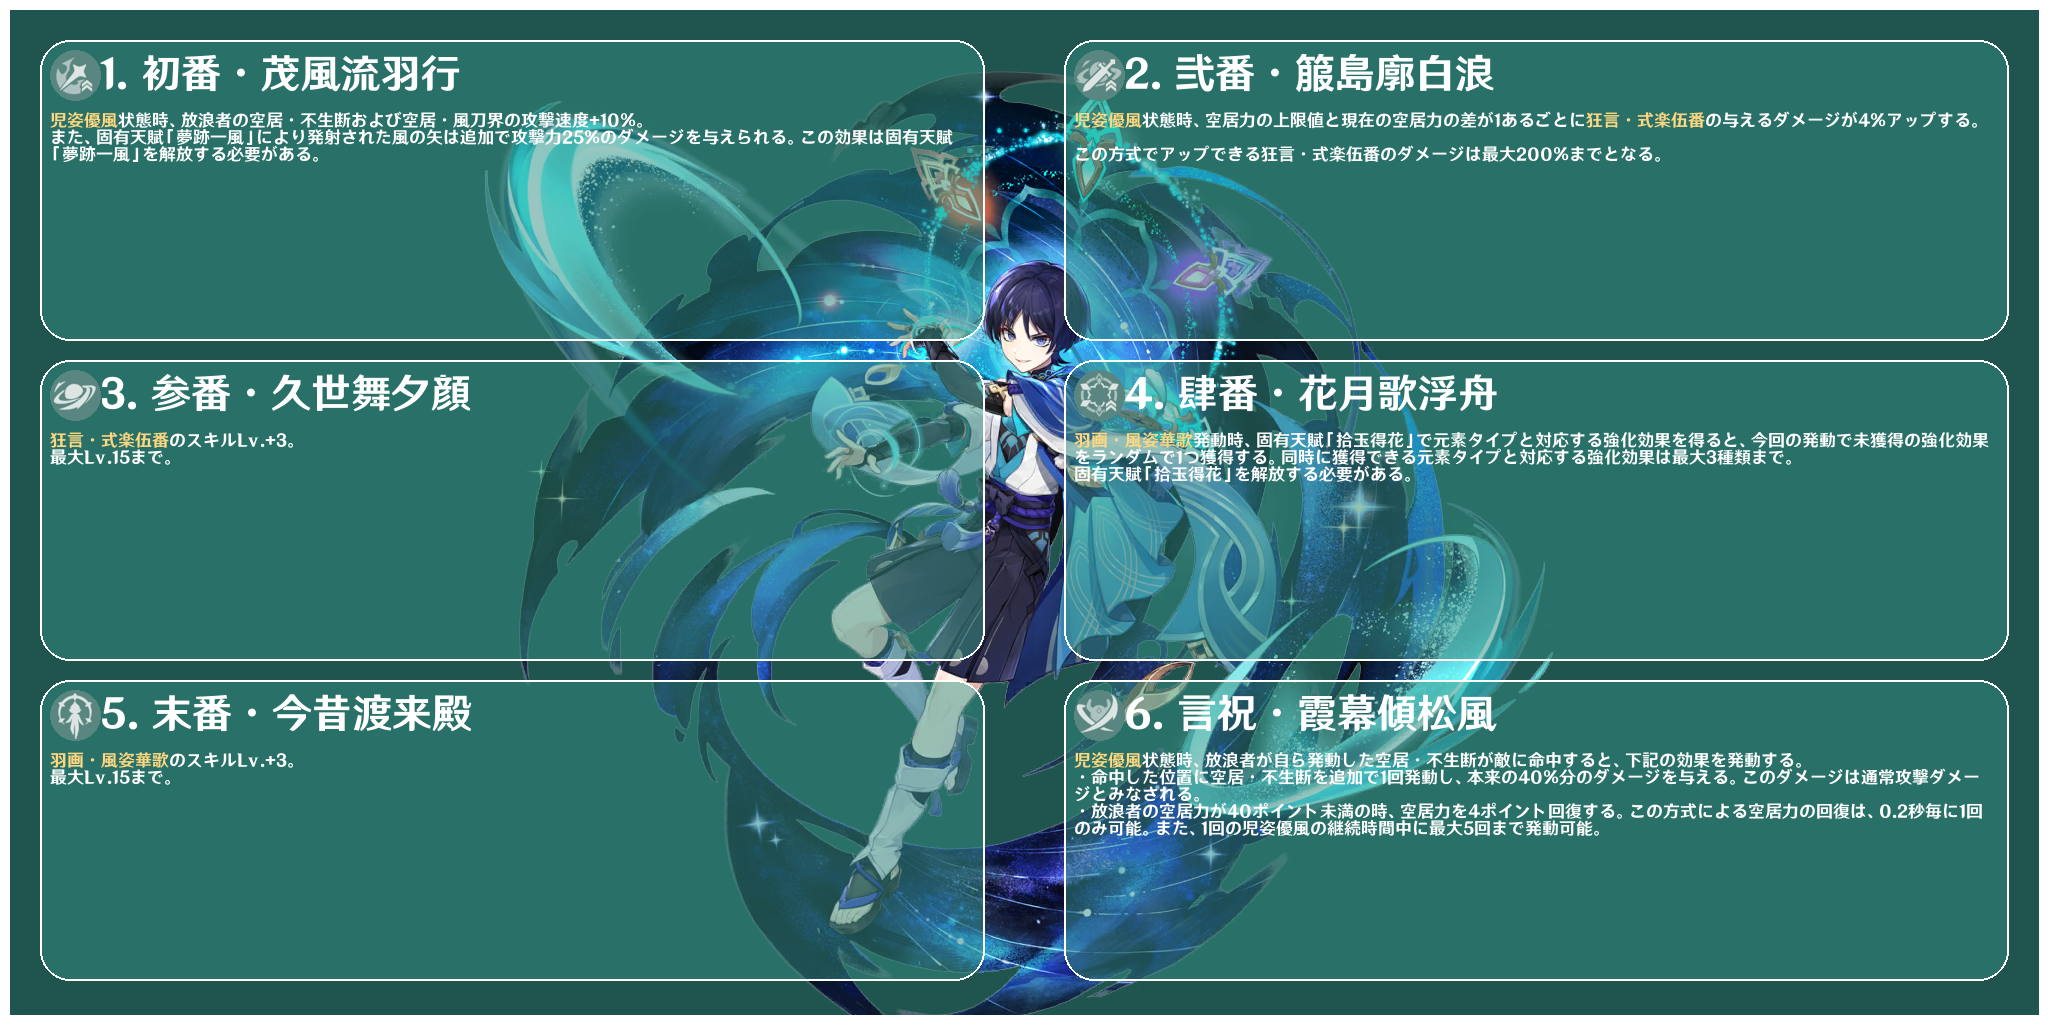 1. 初番・茂風流羽行
児姿優風状態時、放浪者の空居・不生断および空居・風刀界の攻撃速度+10%。
また、固有天賦「夢跡一風」により発射された風の矢は追加で攻撃力25%のダメージを与えられる。この効果は固有天賦
「夢跡一風」を解放する必要がある。
2. 弐番・箙島廓白浪
児姿優風状態時、空居力の上限値と現在の空居力の差が1あるごとに狂言・式楽伍番の与えるダメージが4%アップする。
この方式でアップできる狂言・式楽伍番のダメージは最大200%までとなる。
3. 参番・久世舞夕顔
狂言・式楽伍番のスキルLv.+3。
最大Lv.15まで。
4. 肆番・花月歌浮舟
羽画・風姿華歌発動時、固有天賦「拾玉得花」で元素タイプと対応する強化効果を得ると、今回の発動で未獲得の強化効果
をランダムで1つ獲得する。同時に獲得できる元素タイプと対応する強化効果は最大3種類まで。
固有天賦「拾玉得花」を解放する必要がある。
5. 末番・今昔渡来殿
羽画・風姿華歌のスキルLv.+3。
最大Lv.15まで。
6. 言祝・霞幕傾松風
児姿優風状態時、放浪者が自ら発動した空居・不生断が敵に命中すると、下記の効果を発動する。
・命中した位置に空居・不生断を追加で1回発動し、本来の40%分のダメージを与える。このダメージは通常攻撃ダメー
ジとみなされる。
・放浪者の空居力が40ポイント未満の時、空居力を4ポイント回復する。この方式による空居力の回復は、0.2秒毎に1回
のみ可能。また、1回の児姿優風の継続時間中に最大5回まで発動可能。